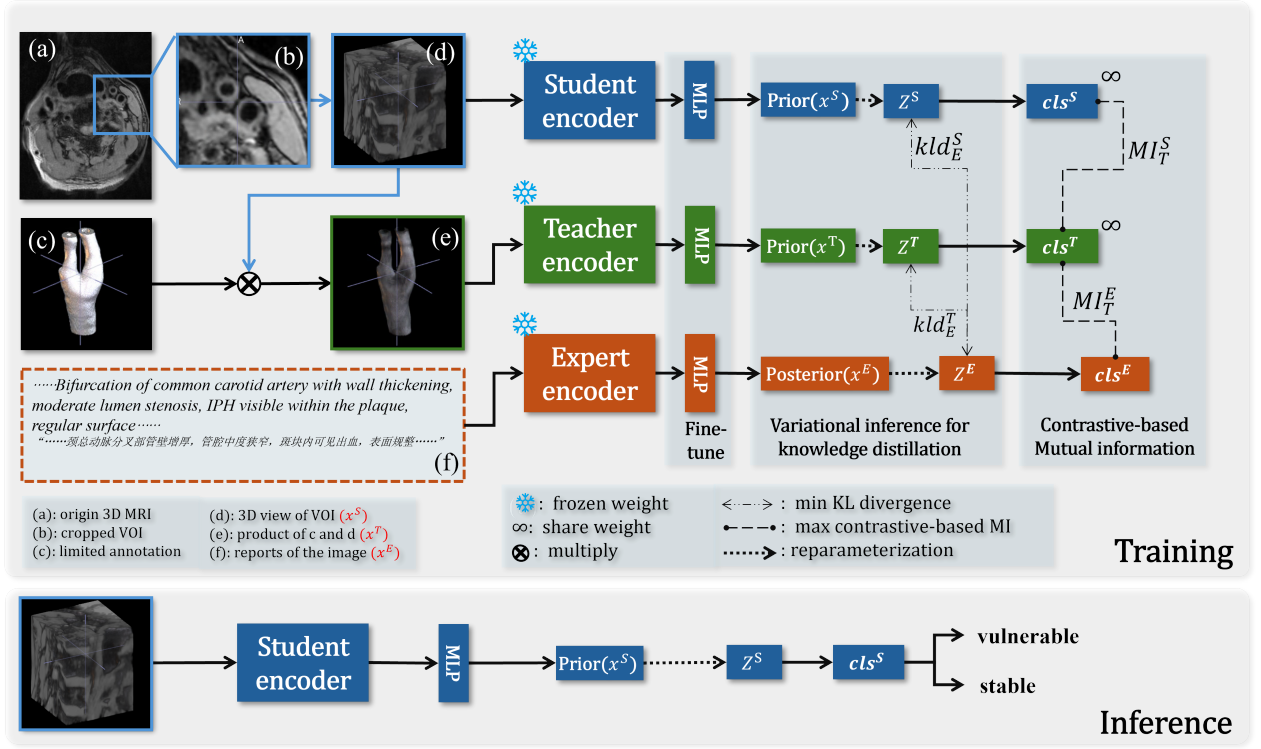 (a)
A
(b)
(d)
Student
encoder
MLP
Prior(x^S)
Z^S
cls^S
∞
kld_E^S
MI_T^S
(c)
(e)
Teacher
encoder
MLP
Prior(x^T)
Z^T
cls^T
∞
kld_E^T
MI_T^E
Expert
encoder
MLP
Posterior(x^E)
Z^E
cls^E
……Bifurcation of common carotid artery with wall thickening,
moderate lumen stenosis, IPH visible within the plaque,
regular surface……
“……颈总动脉分叉部管壁增厚，管腔中度狭窄，斑块内可见出血，表面规整……”
(f)
Fine-
tune
Variational inference for
knowledge distillation
Contrastive-based
Mutual information
(a): origin 3D MRI
(b): cropped VOI
(c): limited annotation
(d): 3D view of VOI (x^S)
(e): product of c and d (x^T)
(f): reports of the image (x^E)
: frozen weight
∞: share weight
⊗: multiply
: min KL divergence
: max contrastive-based MI
: reparameterization
Training
Student
encoder
MLP
Prior(x^S)
Z^S
cls^S
vulnerable
stable
Inference